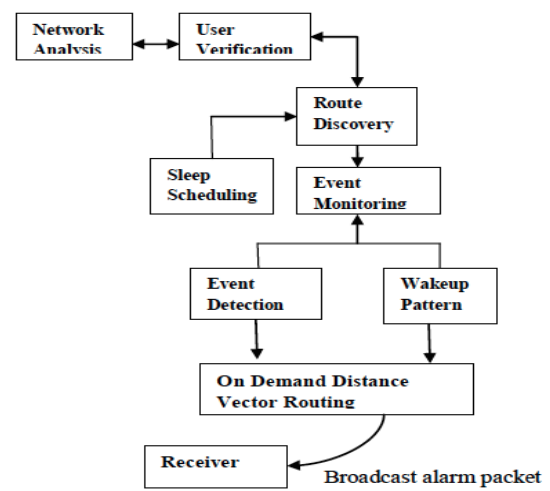 Network
Analysis
User
Verification
Route
Discovery
Sleep
Scheduling
Event
Monitoring
Event
Detection
Wakeup
Pattern
On Demand Distance
Vector Routing
Receiver
Broadcast alarm packet